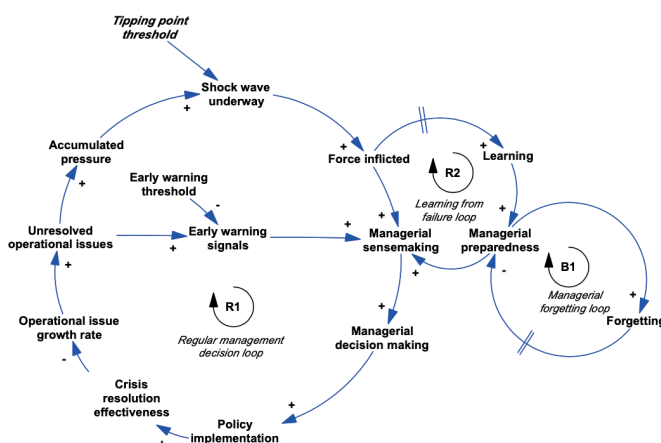 Tipping point
threshold
Shock wave
underway
+
Accumulated
pressure
+
Force inflicted
+
Learning
+
R2
Learning from
failure loop
Early warning
threshold
-
Unresolved
operational issues
+
Early warning
signals
+
+
Managerial
sensemaking
+
+
Managerial
preparedness
+
-
B1
Managerial
forgetting loop
+
Forgetting
Operational issue
growth rate
+
-
R1
Regular management
decision loop
Managerial
decision making
+
Crisis
resolution
effectiveness
+
Policy
implementation
+